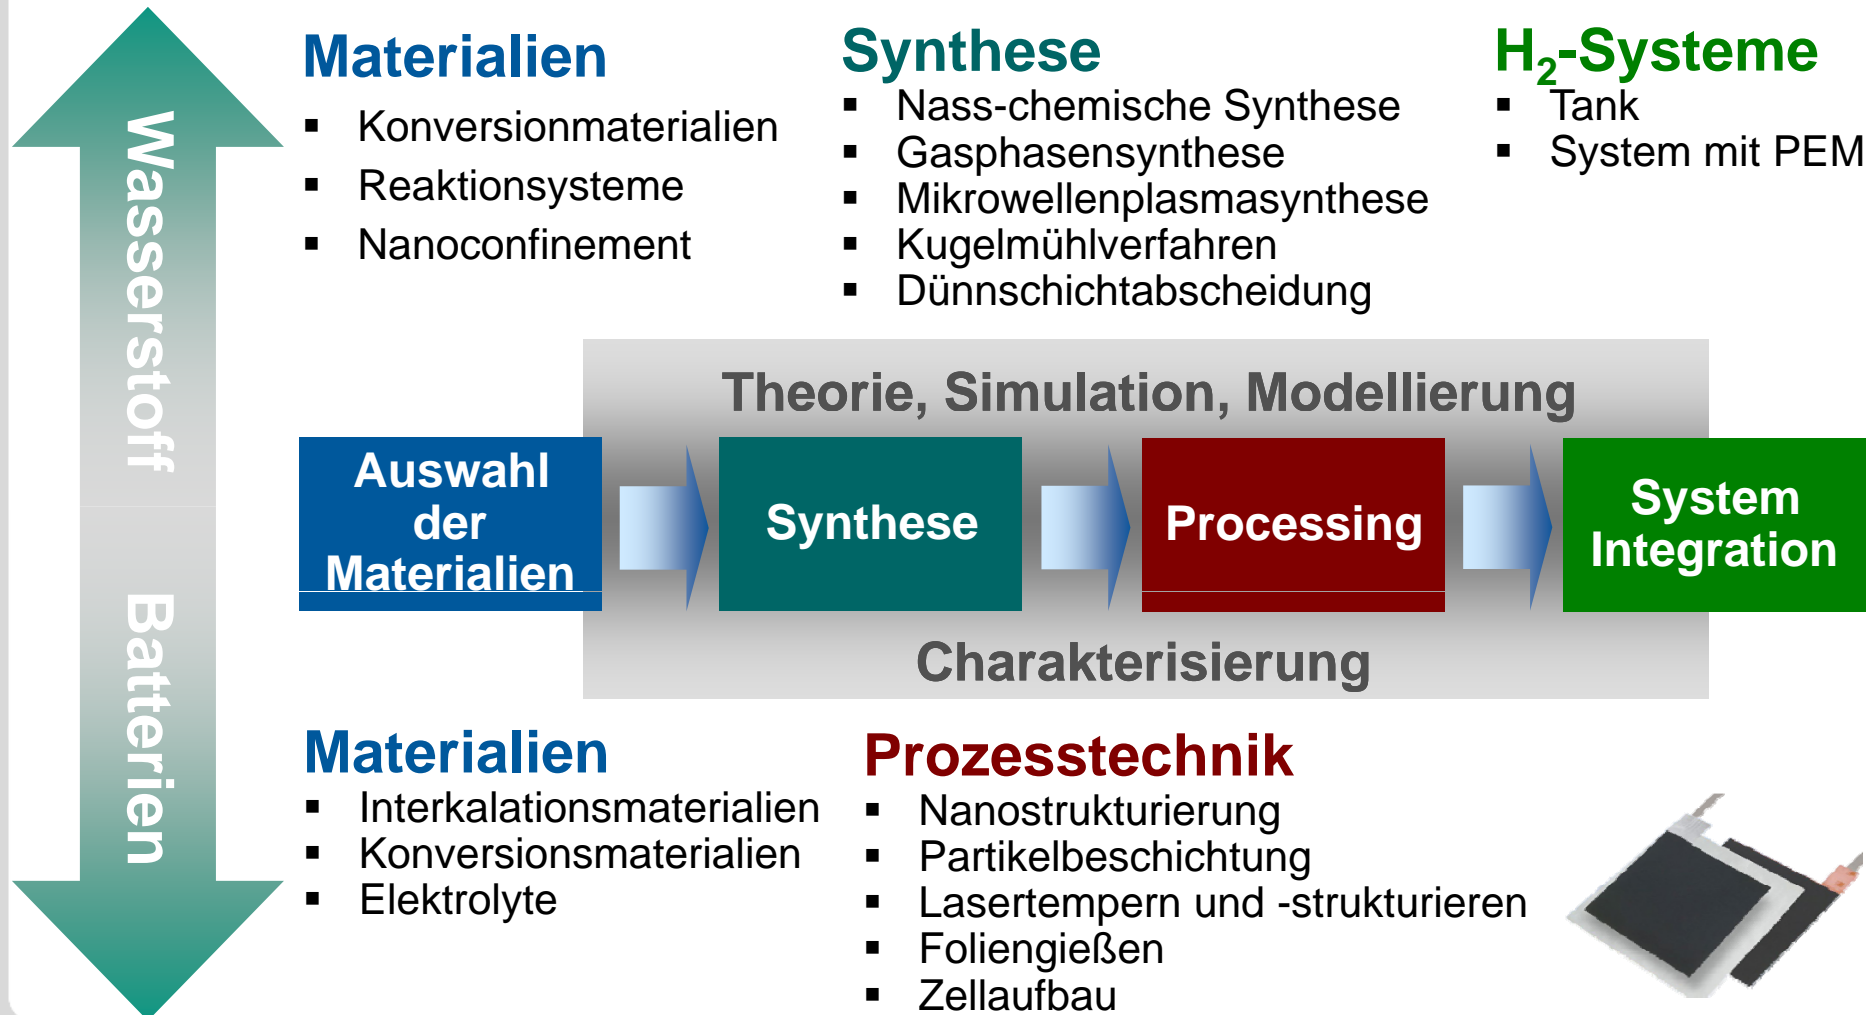 Wasserstoff
Batterien
Materialien
▪ Konversionmaterialien
▪ Reaktionsysteme
▪ Nanoconfinement
Synthese
▪ Nass-chemische Synthese
▪ Gasphasensynthese
▪ Mikrowellenplasmasynthese
▪ Kugelmühlverfahren
▪ Dünnschichtabscheidung
H₂-Systeme
▪ Tank
▪ System mit PEM
Theorie, Simulation, Modellierung
Auswahl
der
Materialien
Synthese
Processing
System
Integration
Charakterisierung
Materialien
▪ Interkalationsmaterialien
▪ Konversionsmaterialien
▪ Elektrolyte
Prozesstechnik
▪ Nanostrukturierung
▪ Partikelbeschichtung
▪ Lasertempern und -strukturieren
▪ Foliengießen
▪ Zellaufbau